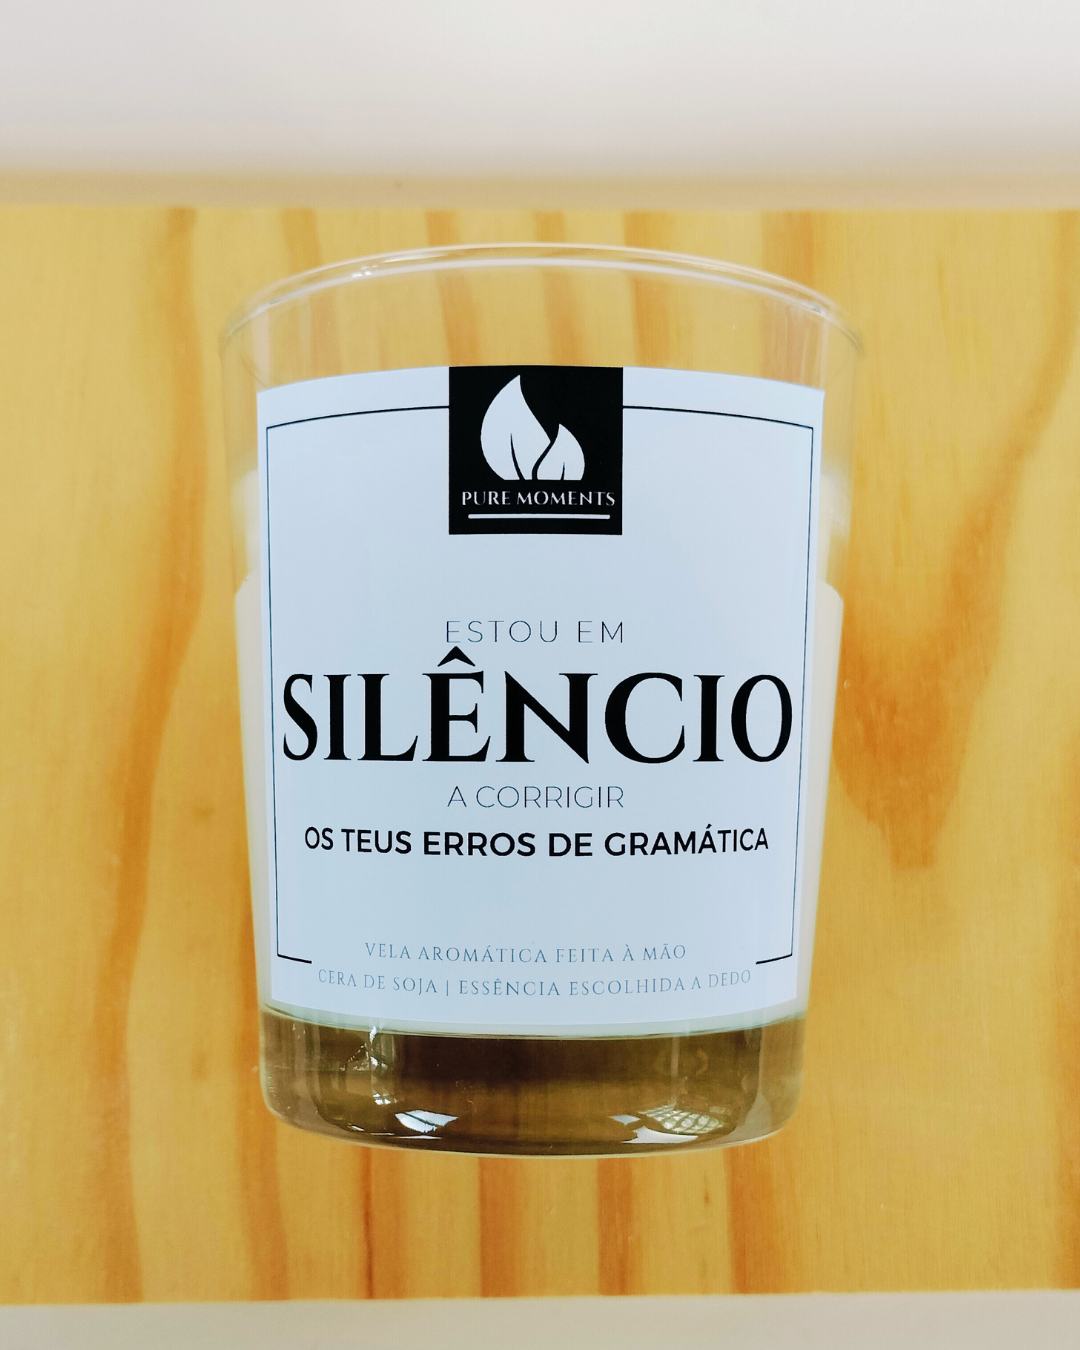 PURE MOMENTS
ESTOU EM
SILÊNCIO
A CORRIGIR
OS TEUS ERROS DE GRAMÁTICA
VELA AROMÁTICA FEITA À MÃO
CERA DE SOJA | ESSÊNCIA ESCOLHIDA A DEDO